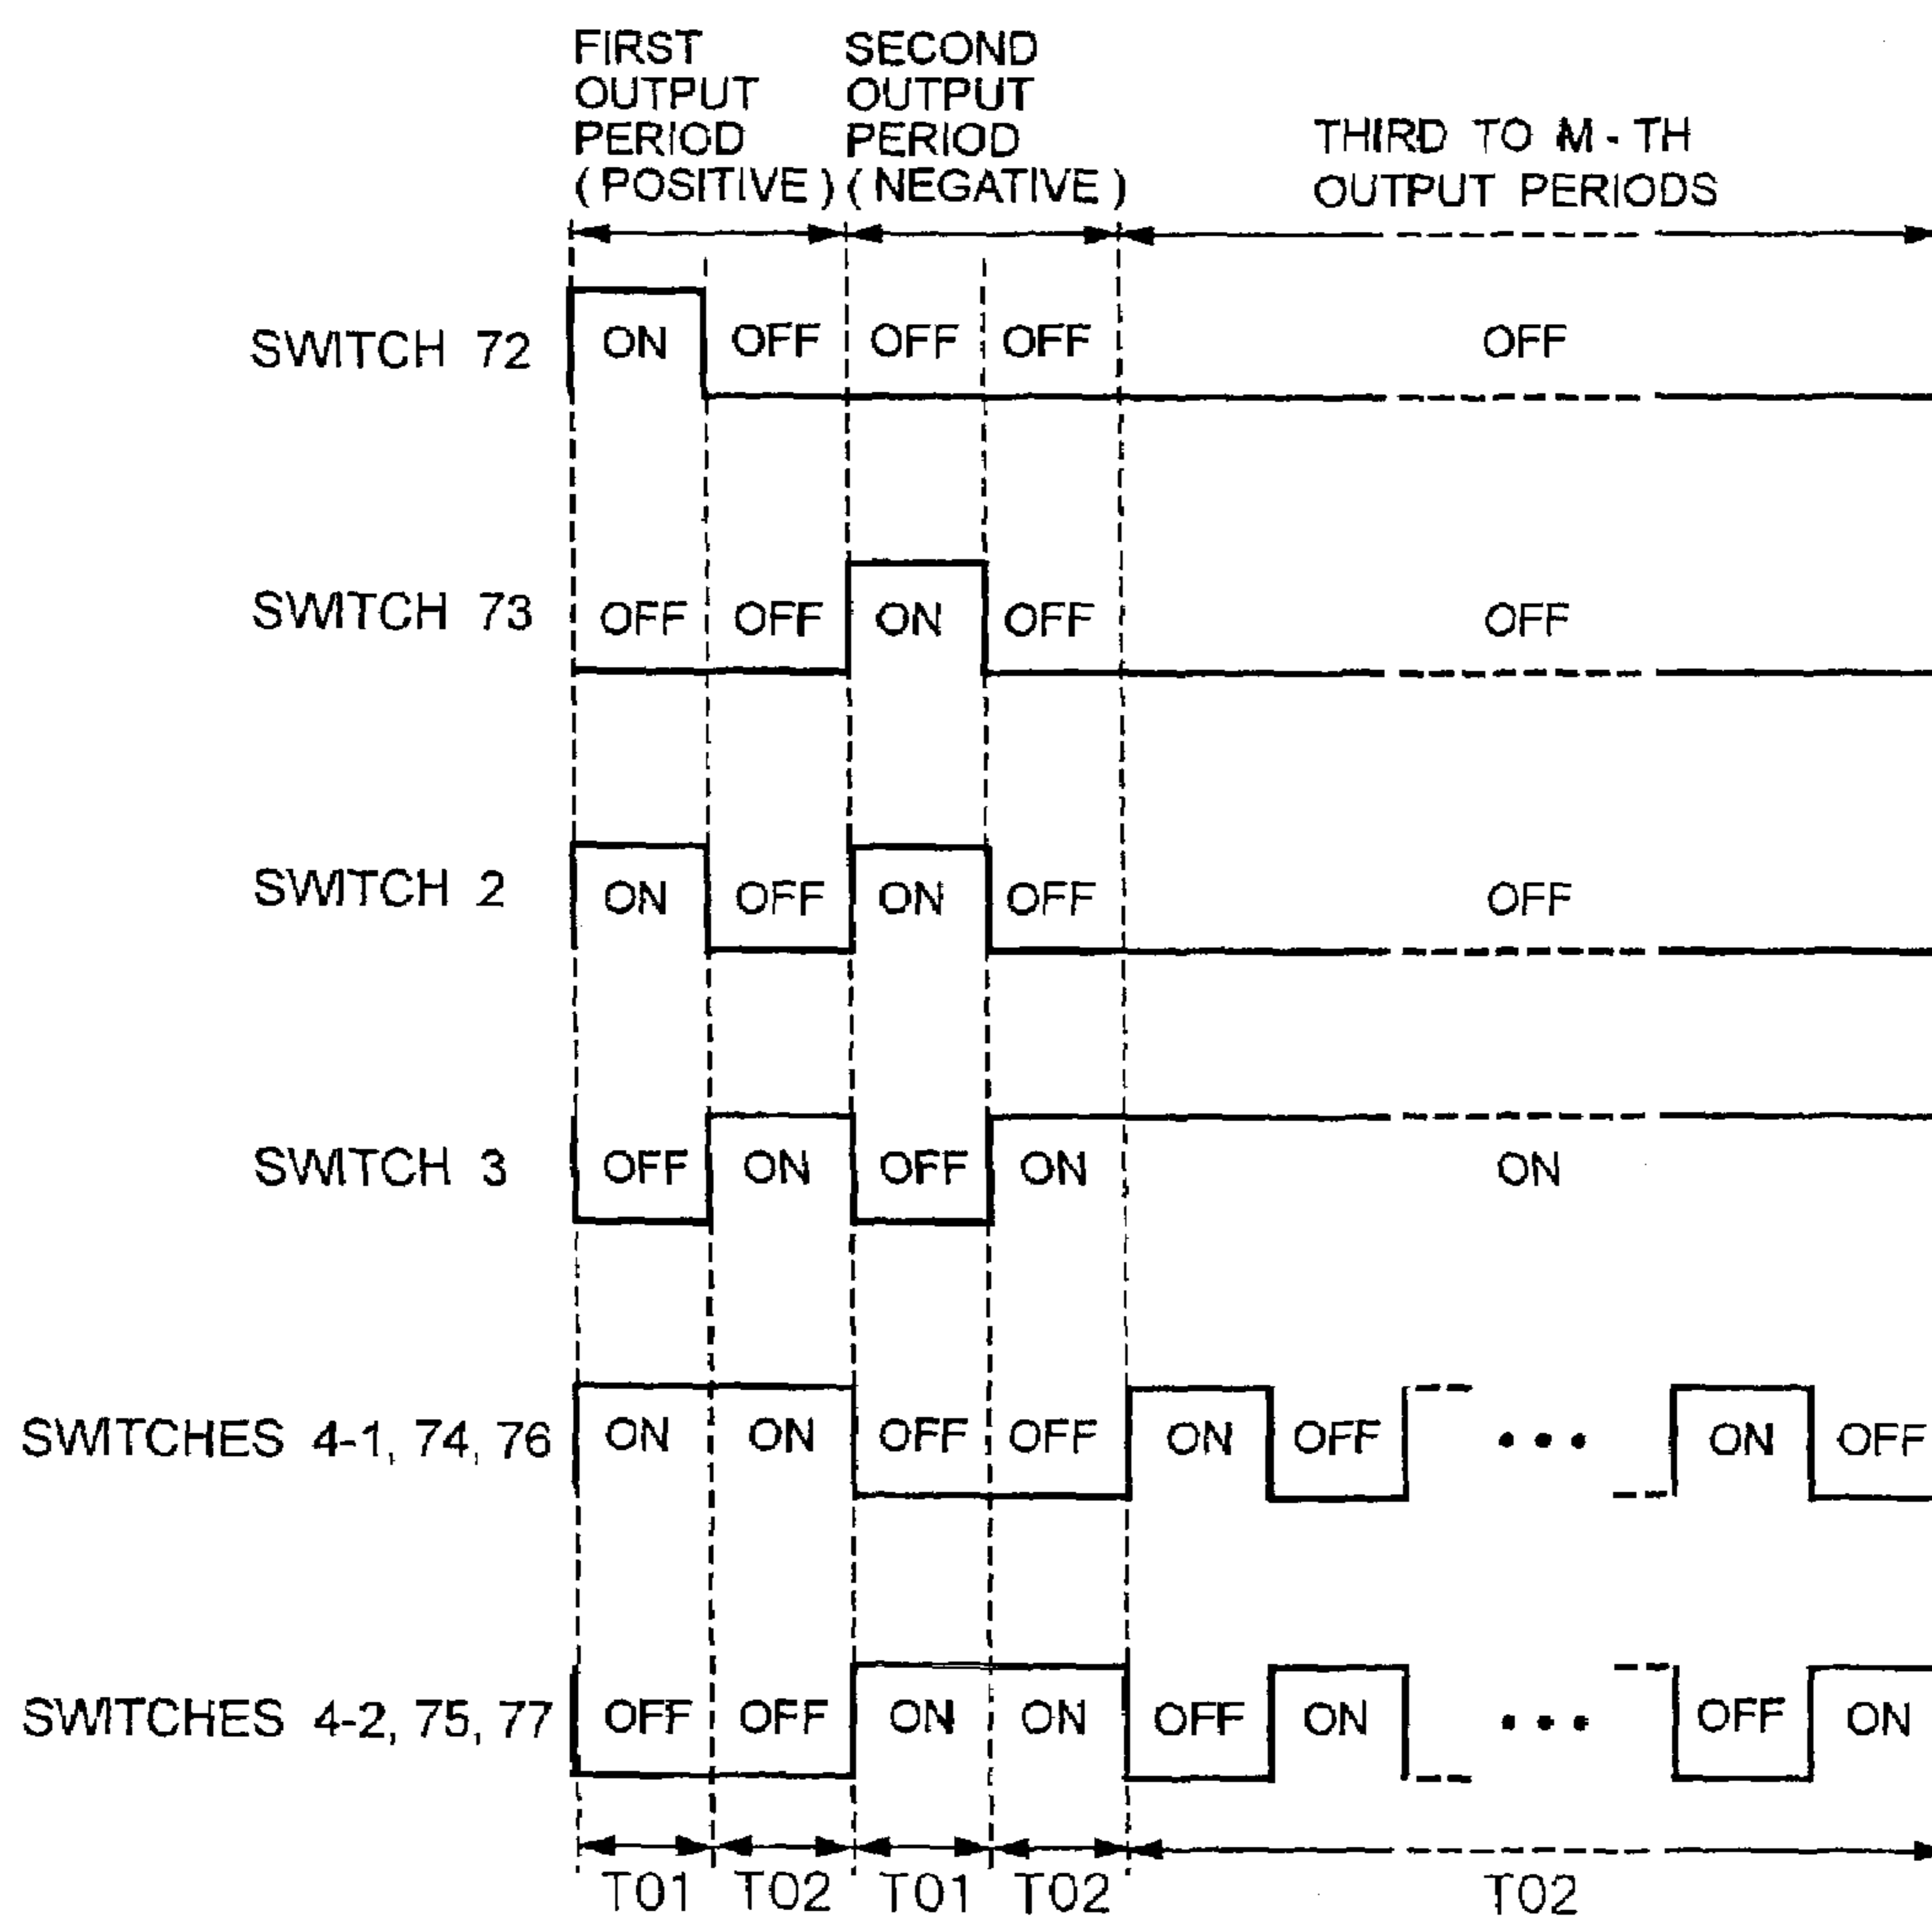 FIRST
OUTPUT
PERIOD
(POSITIVE)
SECOND
OUTPUT
PERIOD
(NEGATIVE)
THIRD TO M-TH
OUTPUT PERIODS
SWITCH 72
ON OFF OFF OFF OFF
SWITCH 73
OFF OFF ON OFF OFF
SWITCH 2
ON OFF ON OFF OFF
SWITCH 3
OFF ON OFF ON ON
SWITCHES 4-1, 74, 76
ON ON OFF OFF ON OFF ••• ON OFF
SWITCHES 4-2, 75, 77
OFF OFF ON ON OFF ON ••• OFF ON
T01 T02 T01 T02 T02